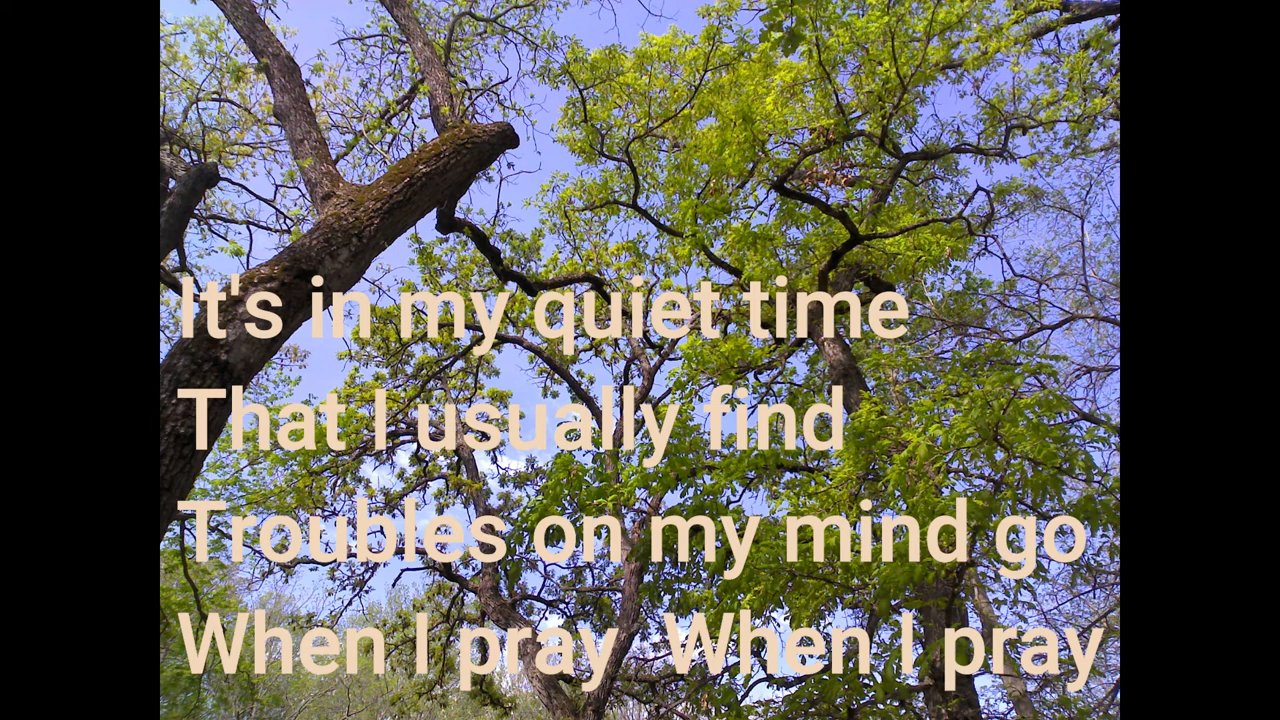 It's in my quiet time
That I usually find
Troubles on my mind go
When I pray When I pray